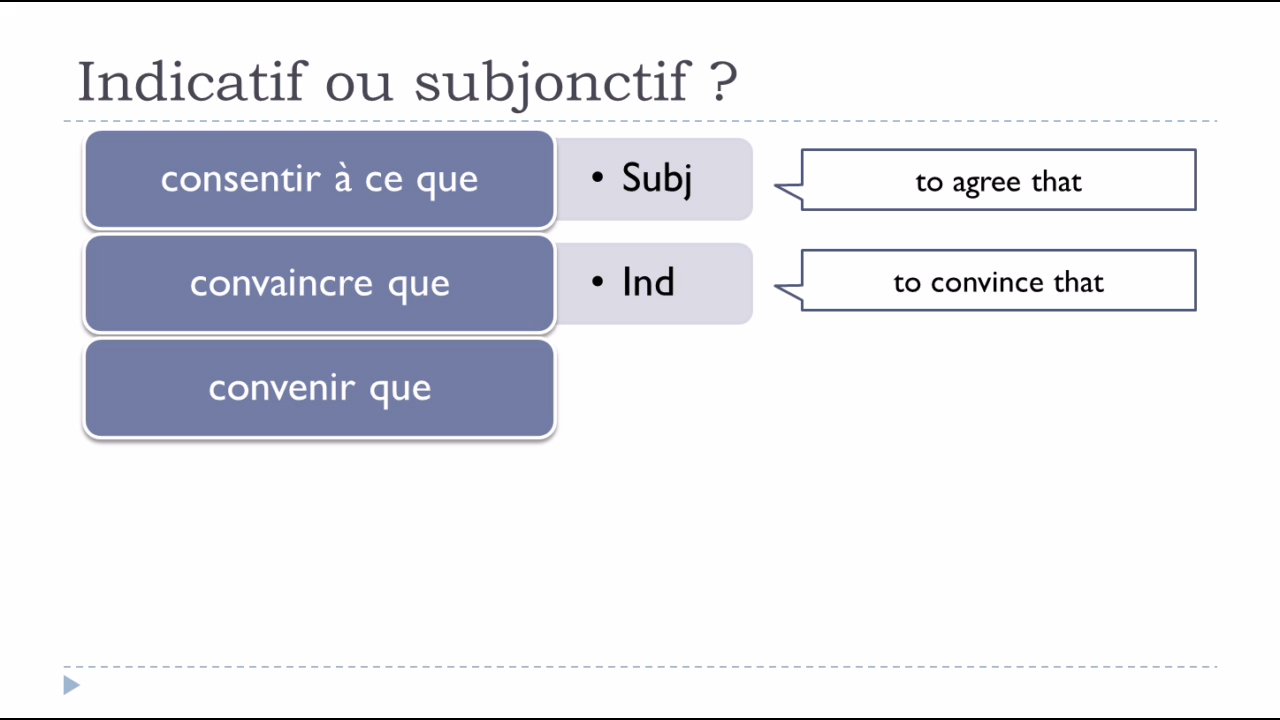 Indicatif ou subjonctif ?
consentir à ce que
• Subj
to agree that
convaincre que
• Ind
to convince that
convenir que